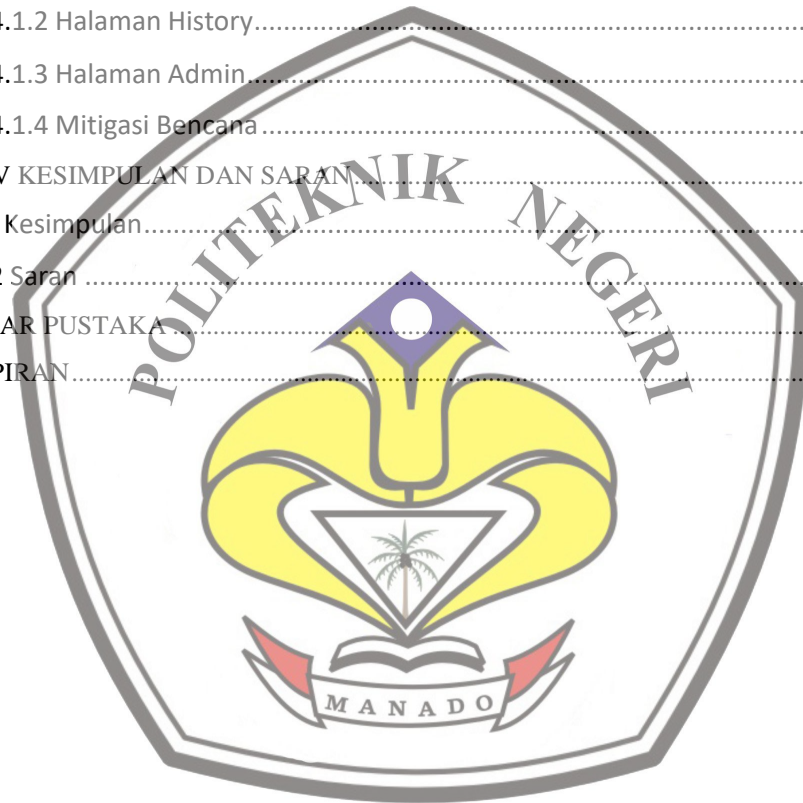 4.1.2 Halaman History
4.1.3 Halaman Admin
4.1.4 Mitigasi Bencana
V KESIMPULAN DAN SARAN
Kesimpulan
2 Saran
AR PUSTAKA
PIRAN
POLITEKNIK NEGERI
MANADO